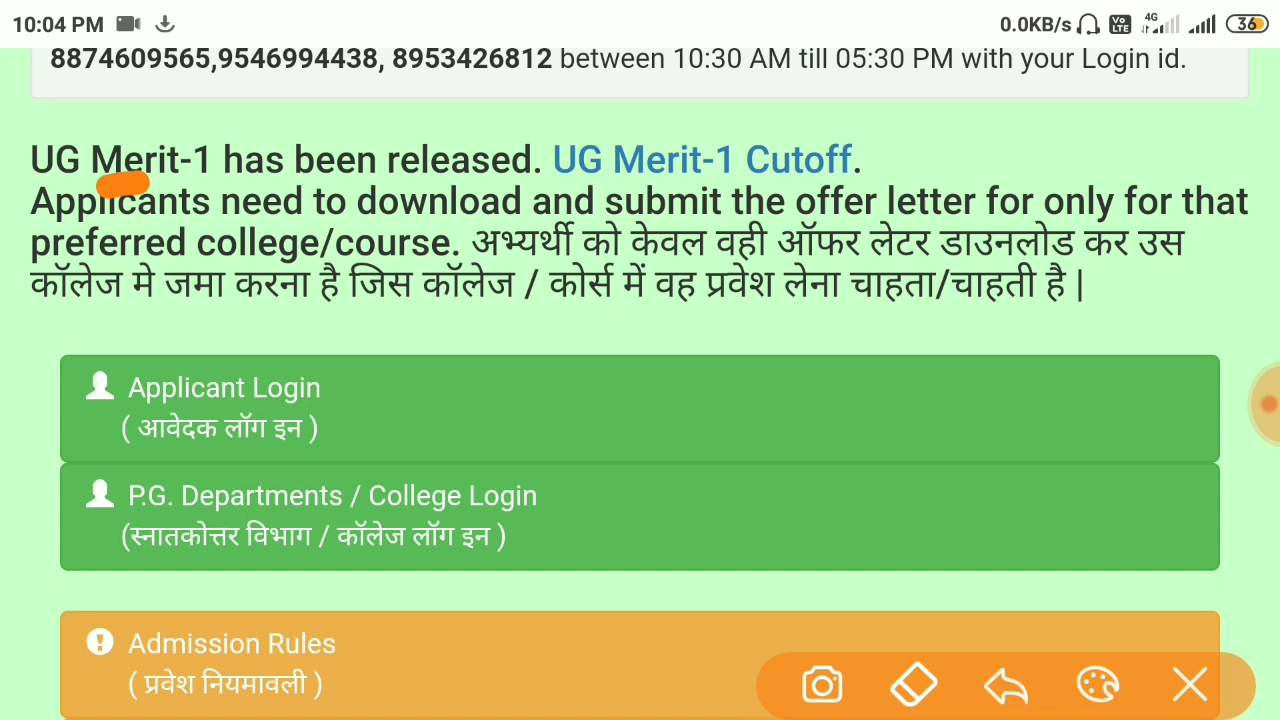 10:04 PM 0.0KB/s Vo LTE 4G 36
8874609565,9546994438, 8953426812 between 10:30 AM till 05:30 PM with your Login id.
UG Merit-1 has been released. UG Merit-1 Cutoff.
Applicants need to download and submit the offer letter for only for that
preferred college/course. अभ्यर्थी को केवल वही ऑफर लेटर डाउनलोड कर उस
कॉलेज मे जमा करना है जिस कॉलेज / कोर्स में वह प्रवेश लेना चाहता/चाहती है |
Applicant Login
( आवेदक लॉग इन )
P.G. Departments / College Login
(स्नातकोत्तर विभाग / कॉलेज लॉग इन )
Admission Rules
( प्रवेश नियमावली )